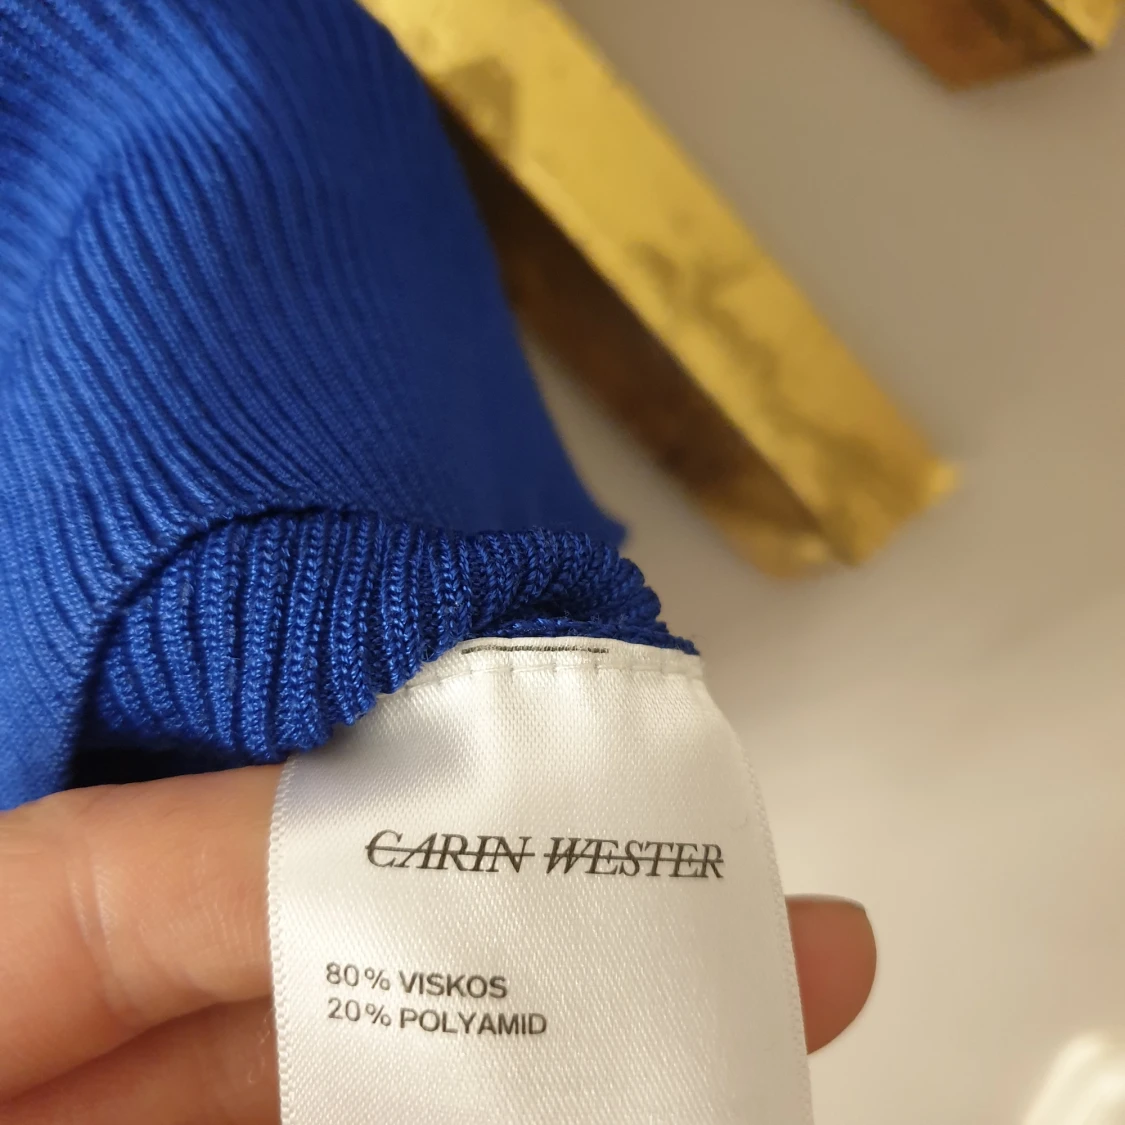 CARIN WESTER
80% VISKOS
20% POLYAMID